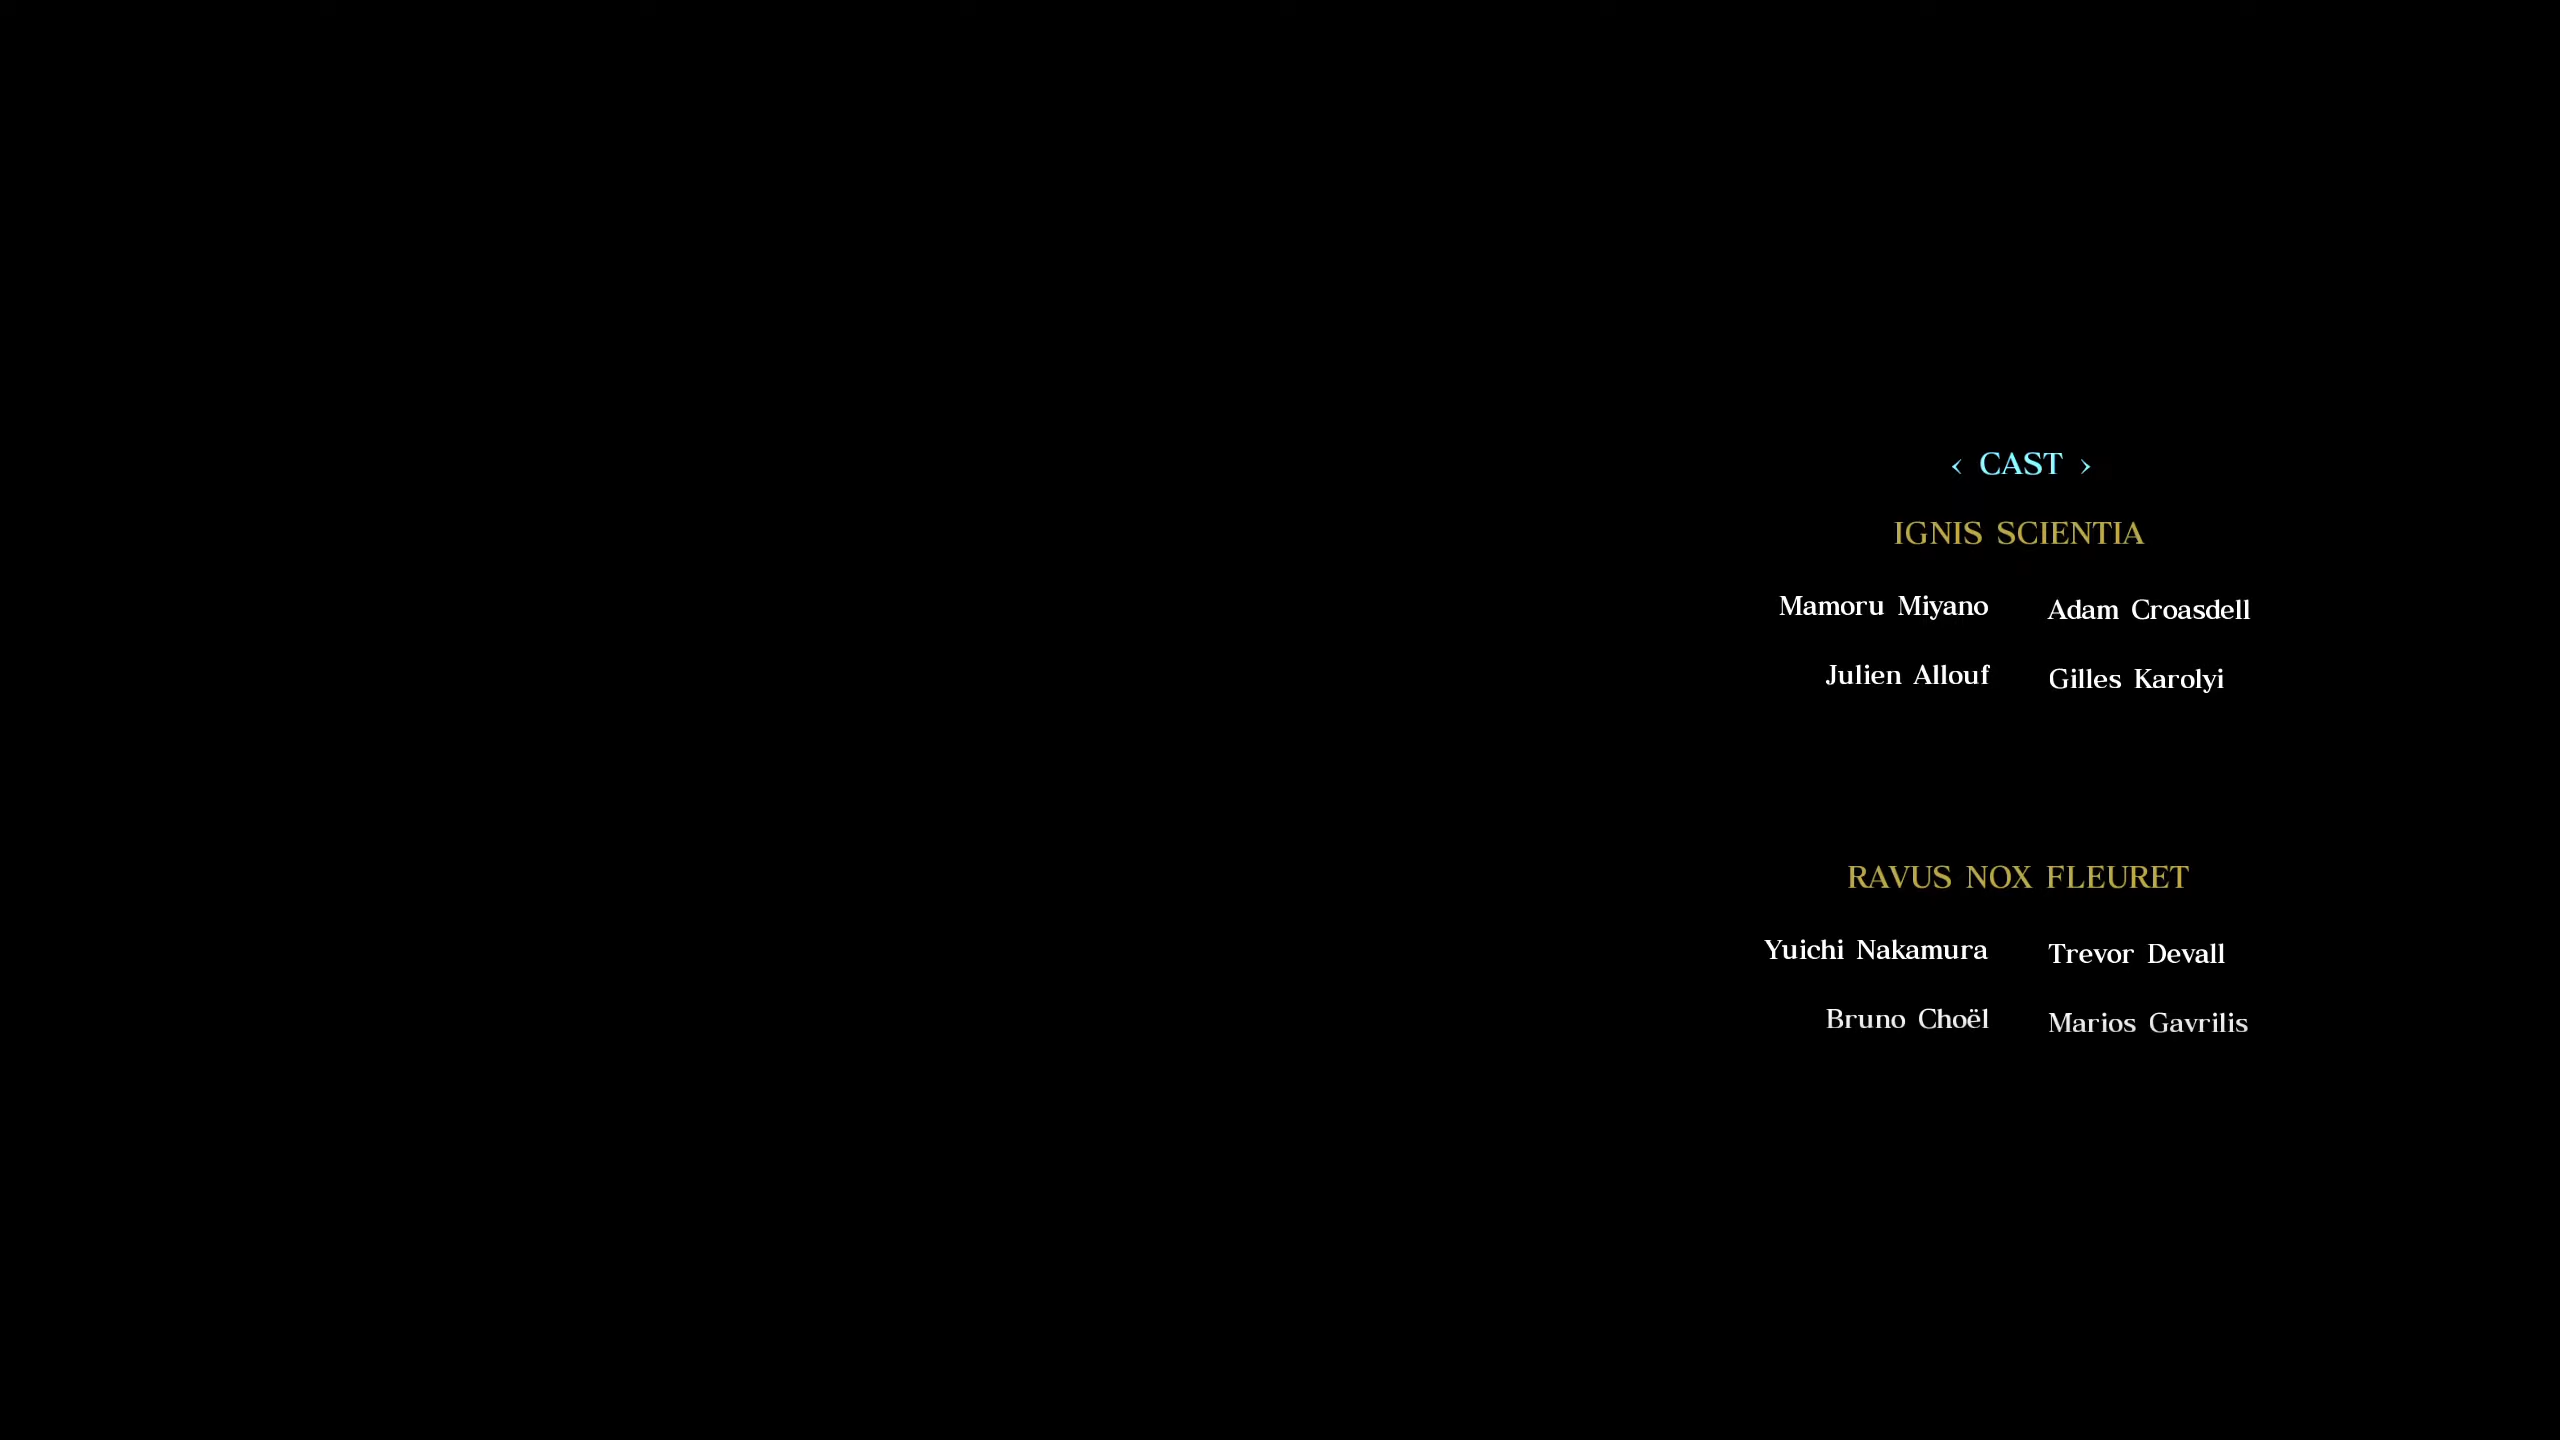 ‹ CAST ›
IGNIS SCIENTIA
Mamoru Miyano Adam Croasdell
Julien Allouf Gilles Karolyi
RAVUS NOX FLEURET
Yuichi Nakamura Trevor Devall
Bruno Choël Marios Gavrilis